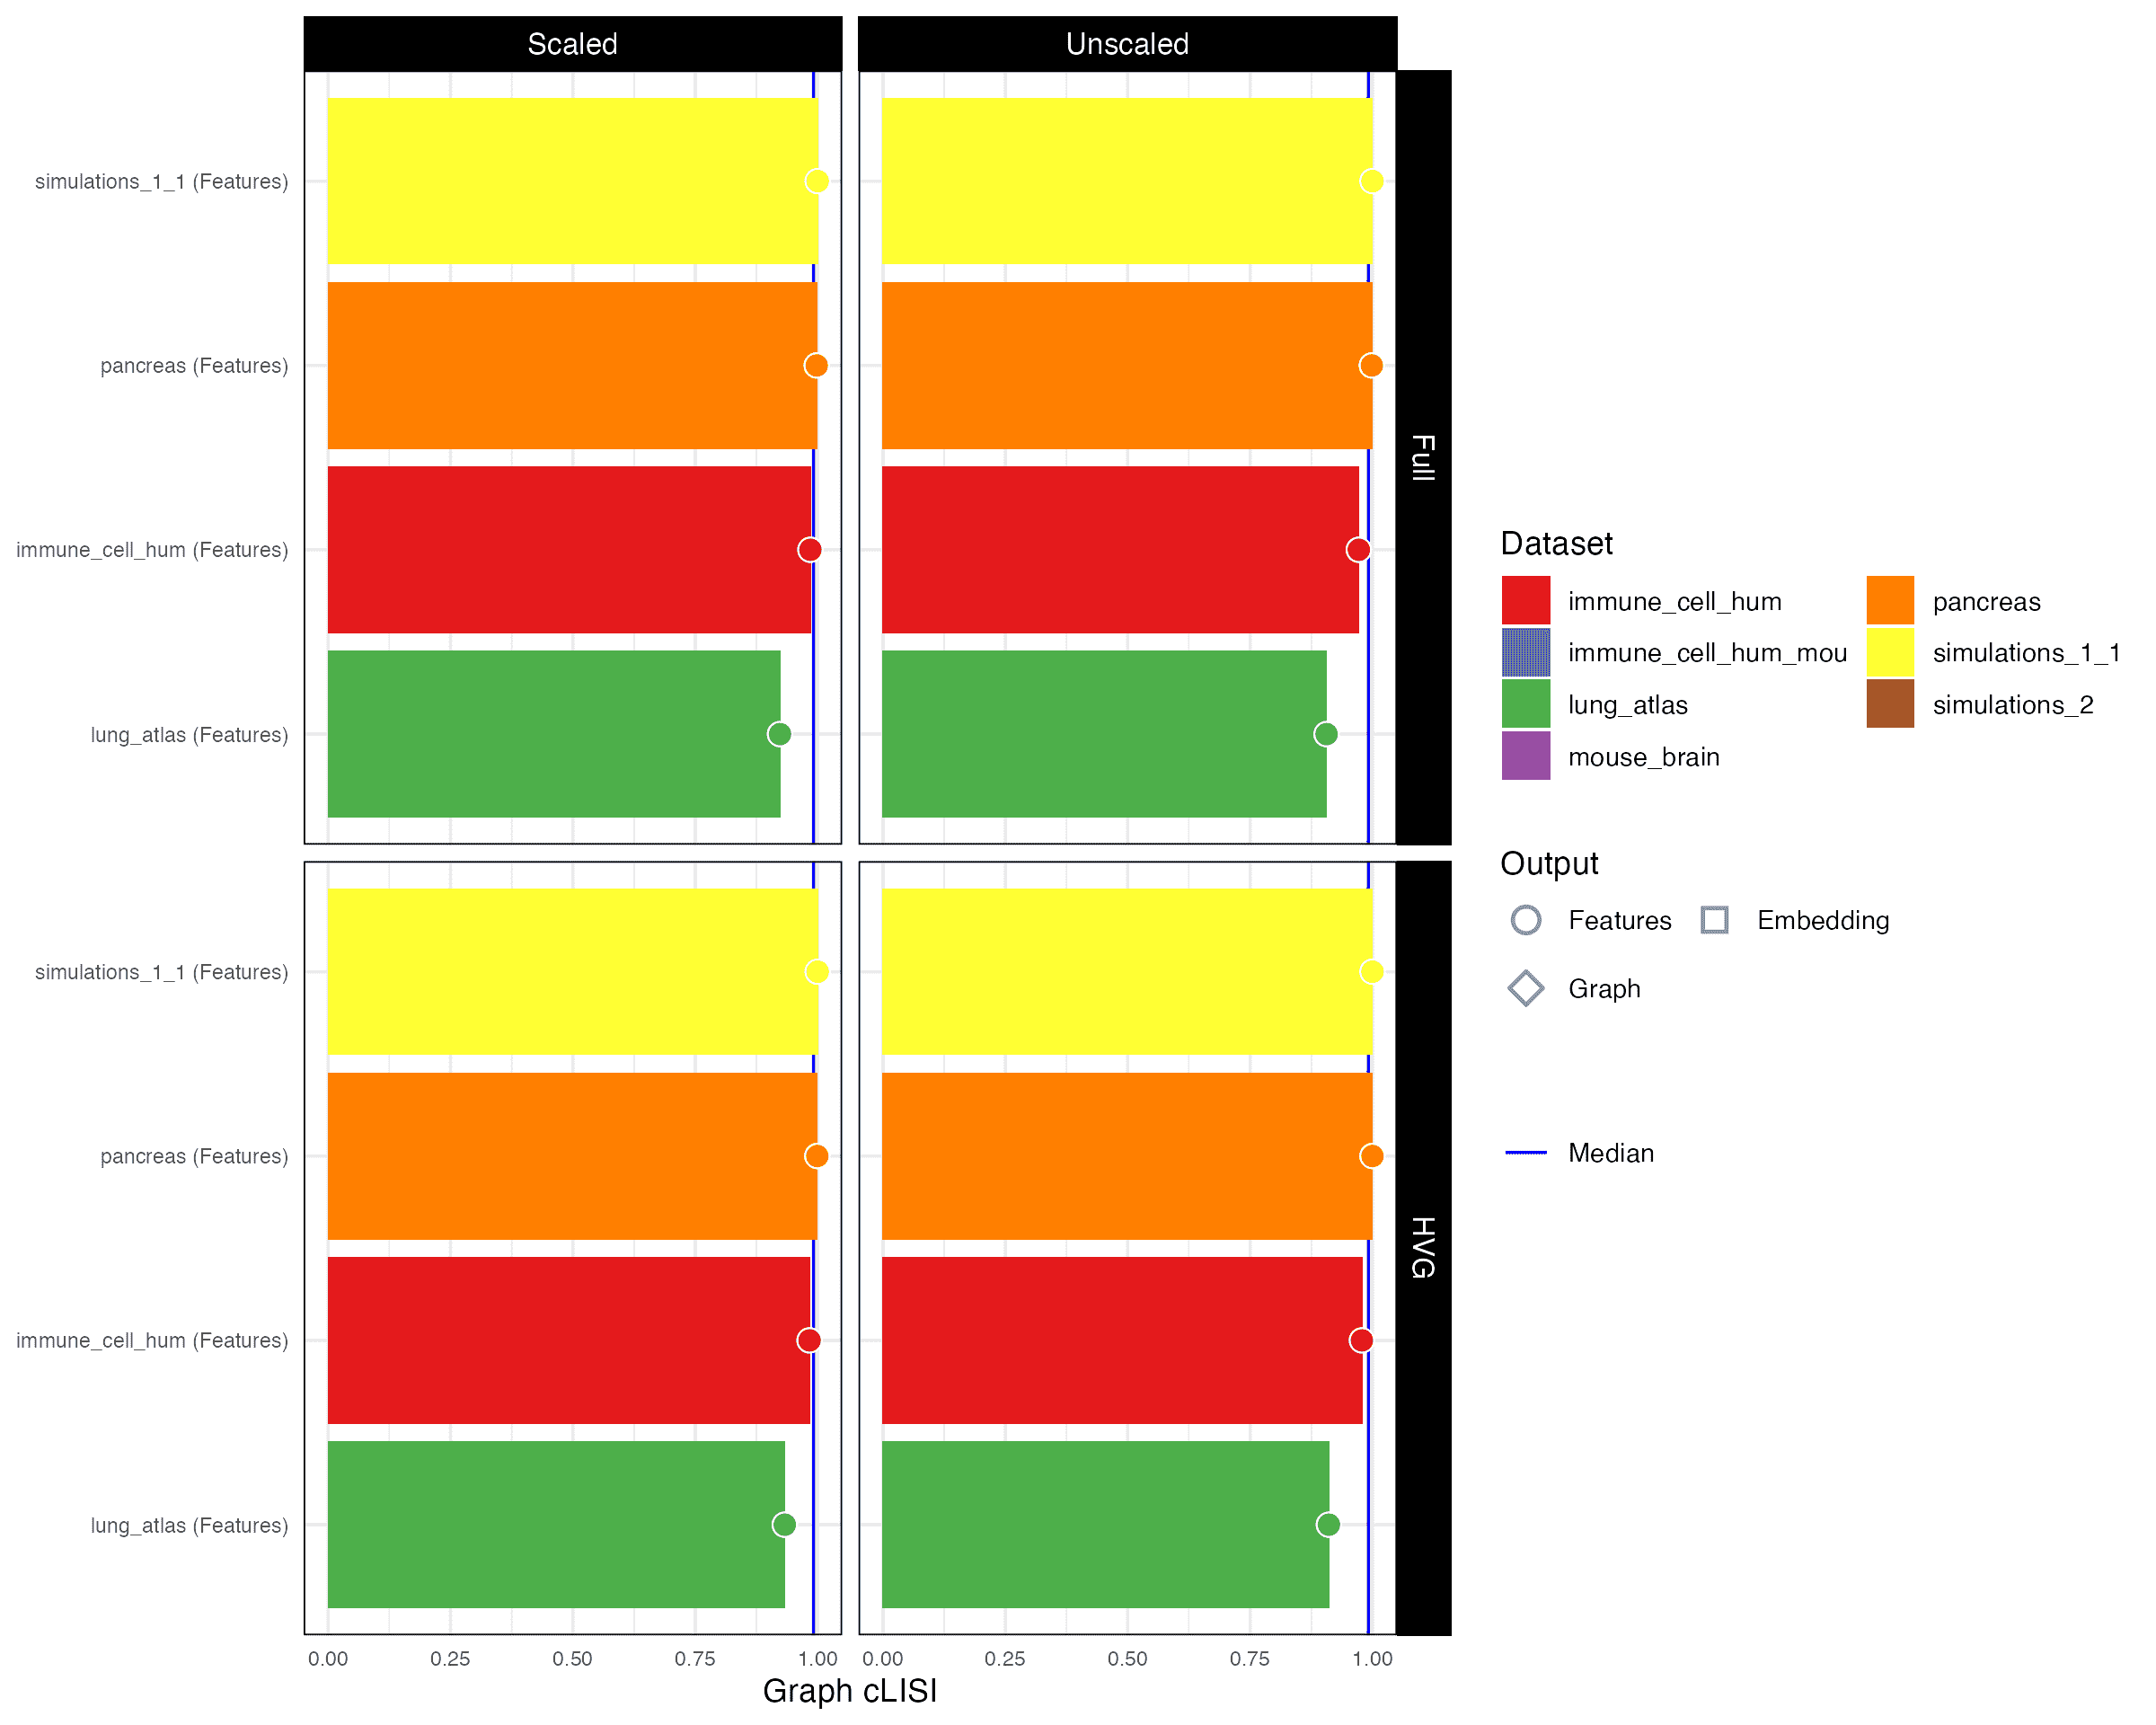 Scaled
Unscaled
simulations_1_1 (Features)
pancreas (Features)
immune_cell_hum (Features)
lung_atlas (Features)
Full
simulations_1_1 (Features)
pancreas (Features)
immune_cell_hum (Features)
lung_atlas (Features)
HVG
0.00 0.25 0.50 0.75 1.00
0.00 0.25 0.50 0.75 1.00
Graph cLISI
Dataset
immune_cell_hum
pancreas
immune_cell_hum_mou
simulations_1_1
lung_atlas
simulations_2
mouse_brain
Output
Features
Embedding
Graph
Median